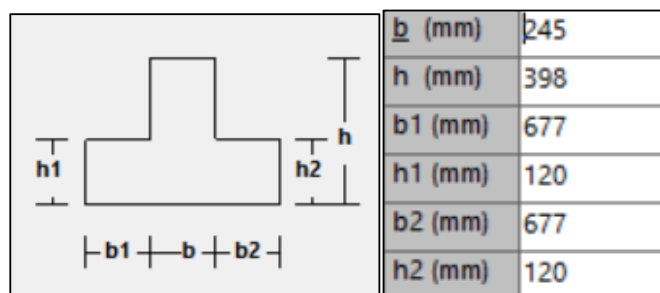 h1
h2
h
b1
b
b2
b (mm) 245
h (mm) 398
b1 (mm) 677
h1 (mm) 120
b2 (mm) 677
h2 (mm) 120